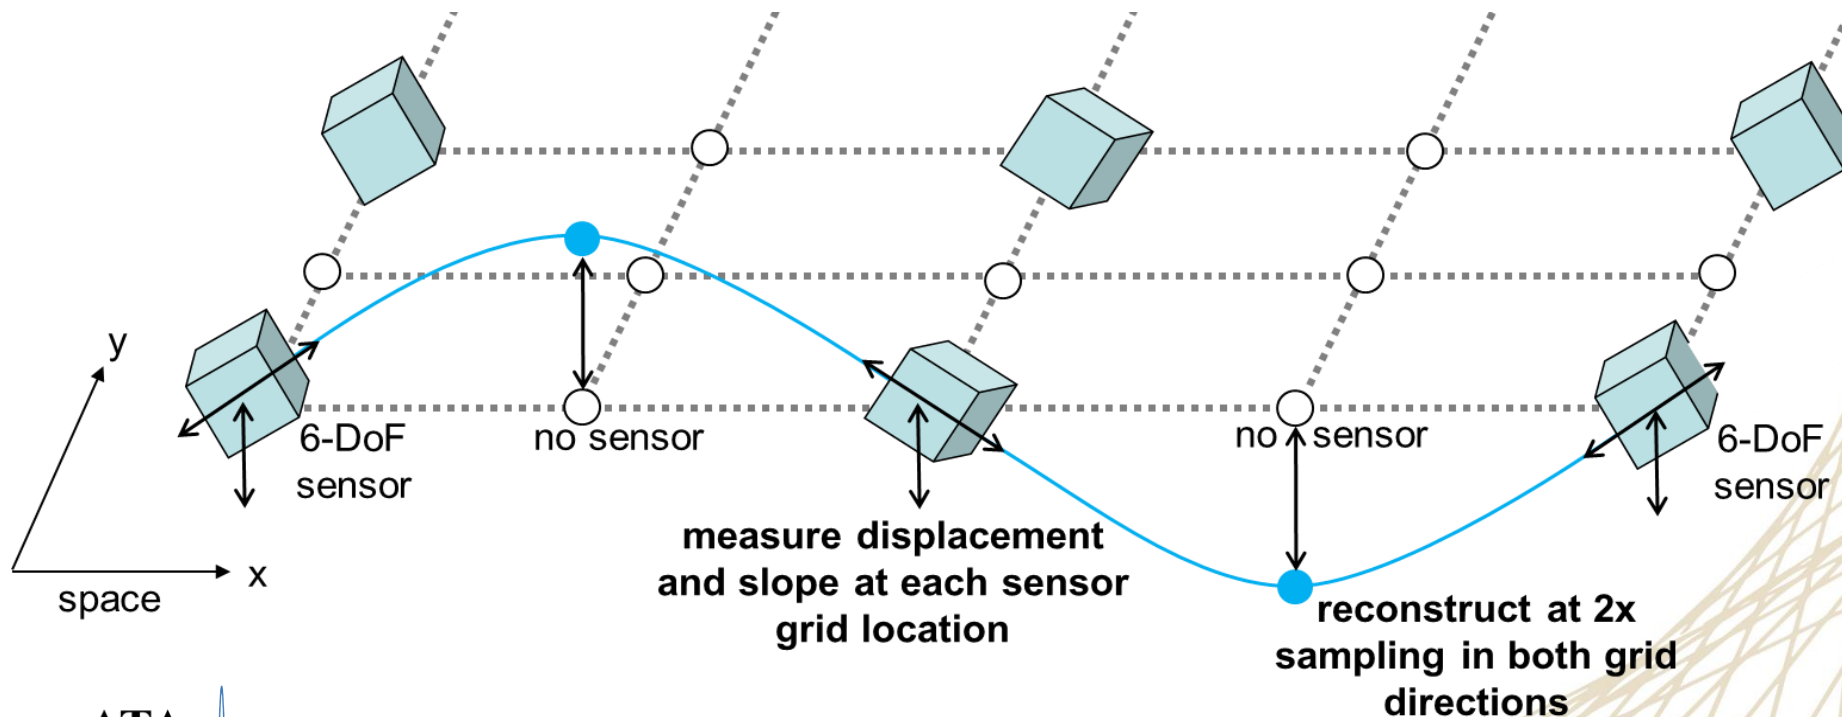 y
x
space
6-DoF
sensor
no sensor
measure displacement
and slope at each sensor
grid location
no sensor
6-DoF
sensor
reconstruct at 2x
sampling in both grid
directions